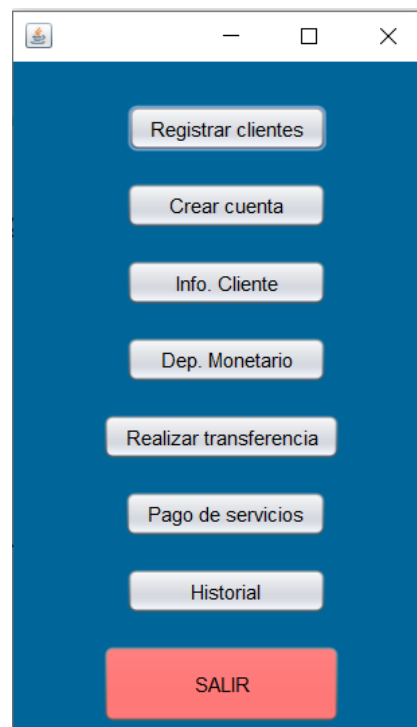 Registrar clientes
Crear cuenta
Info. Cliente
Dep. Monetario
Realizar transferencia
Pago de servicios
Historial
SALIR